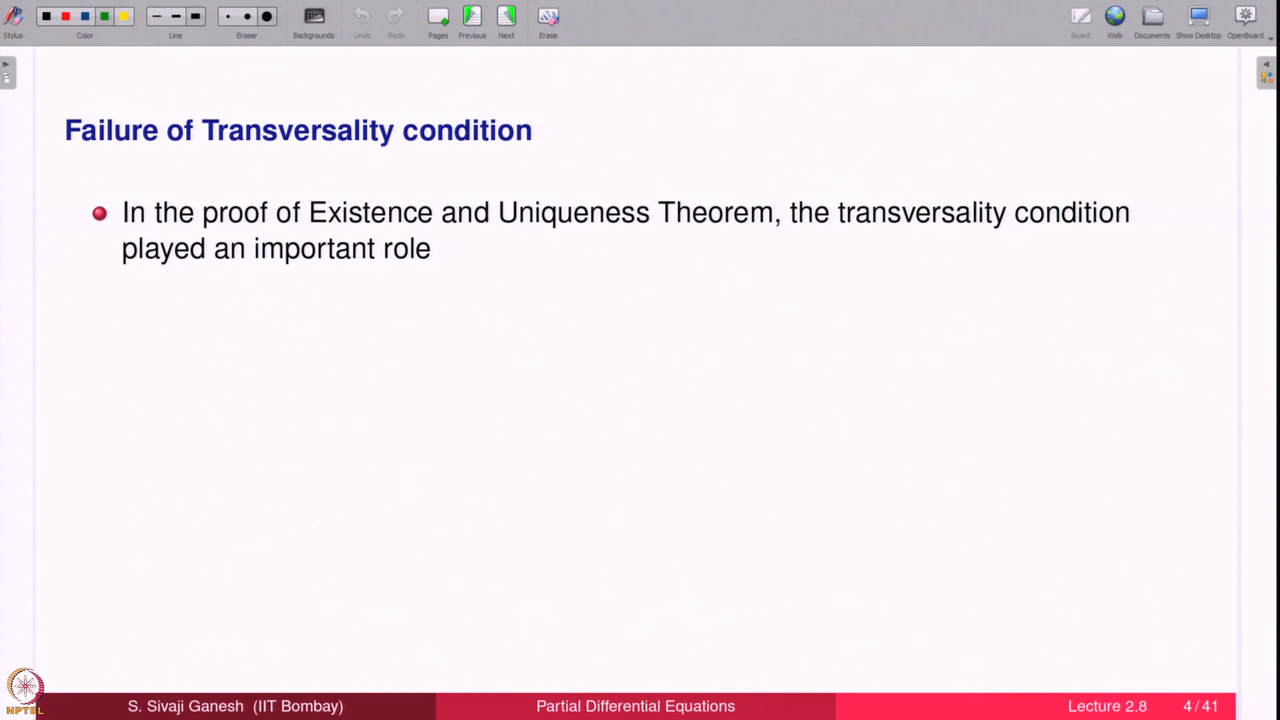 Stylus
Color
Line
Eraser
Backgrounds
Undo
Redo
Pages
Previous
Next
Erase
Board
Web
Documents
Show Desktop
OpenBoard
Failure of Transversality condition
In the proof of Existence and Uniqueness Theorem, the transversality condition
played an important role
NPTEL
S. Sivaji Ganesh (IIT Bombay)
Partial Differential Equations
Lecture 2.8
4/41